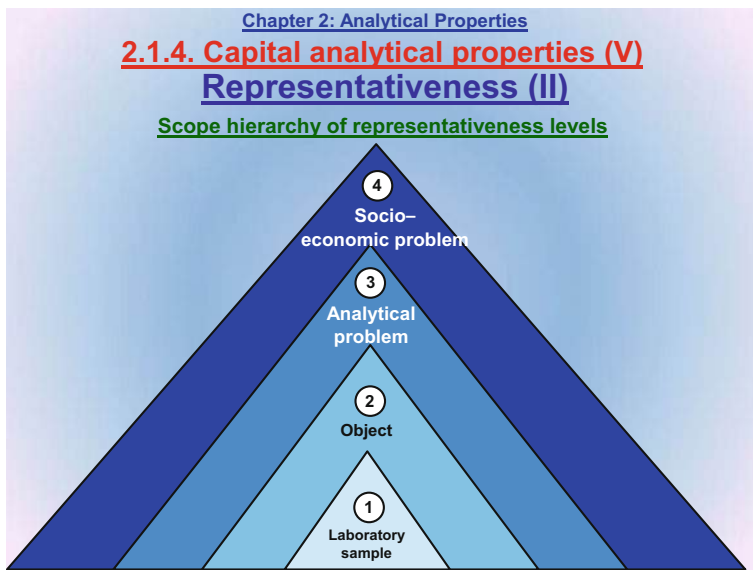 Chapter 2: Analytical Properties
2.1.4. Capital analytical properties (V)
Representativeness (II)
Scope hierarchy of representativeness levels
4
Socio–
economic problem
3
Analytical
problem
2
Object
1
Laboratory
sample